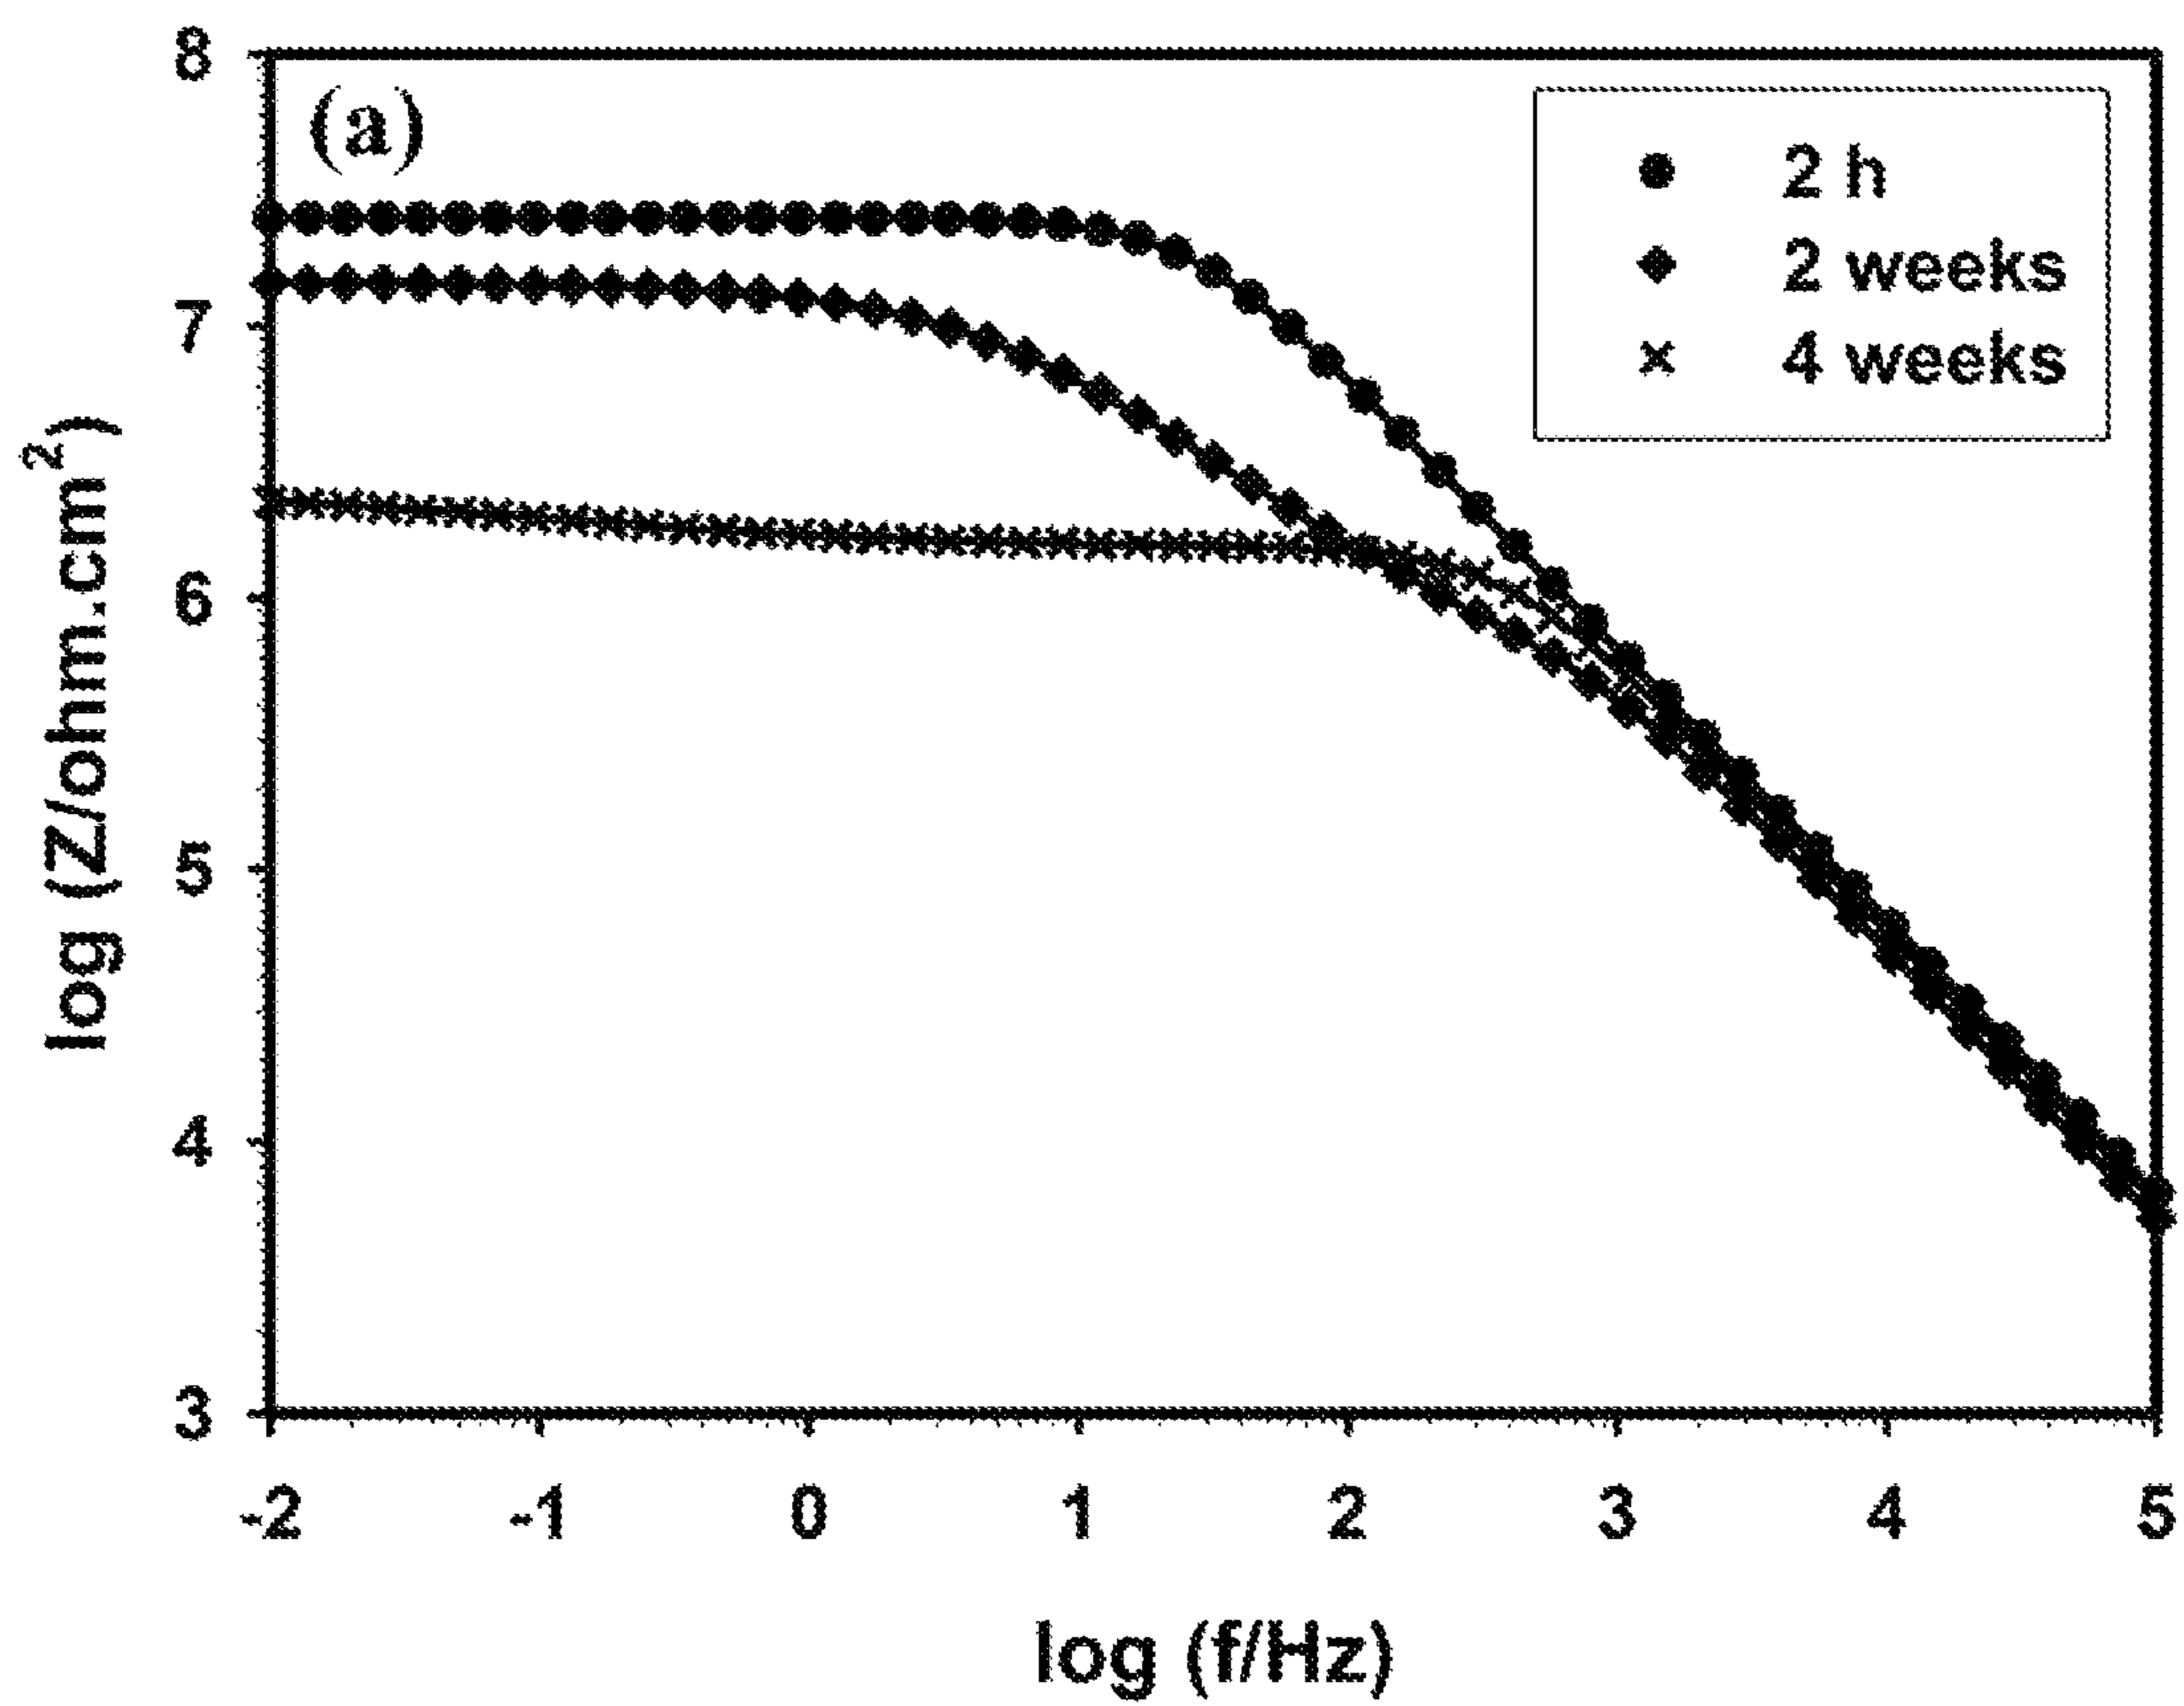 8
(a)
2 h
2 weeks
4 weeks
7
6
5
4
3
log (Z/ohm.cm²)
-2 -1 0 1 2 3 4 5
log (f/Hz)